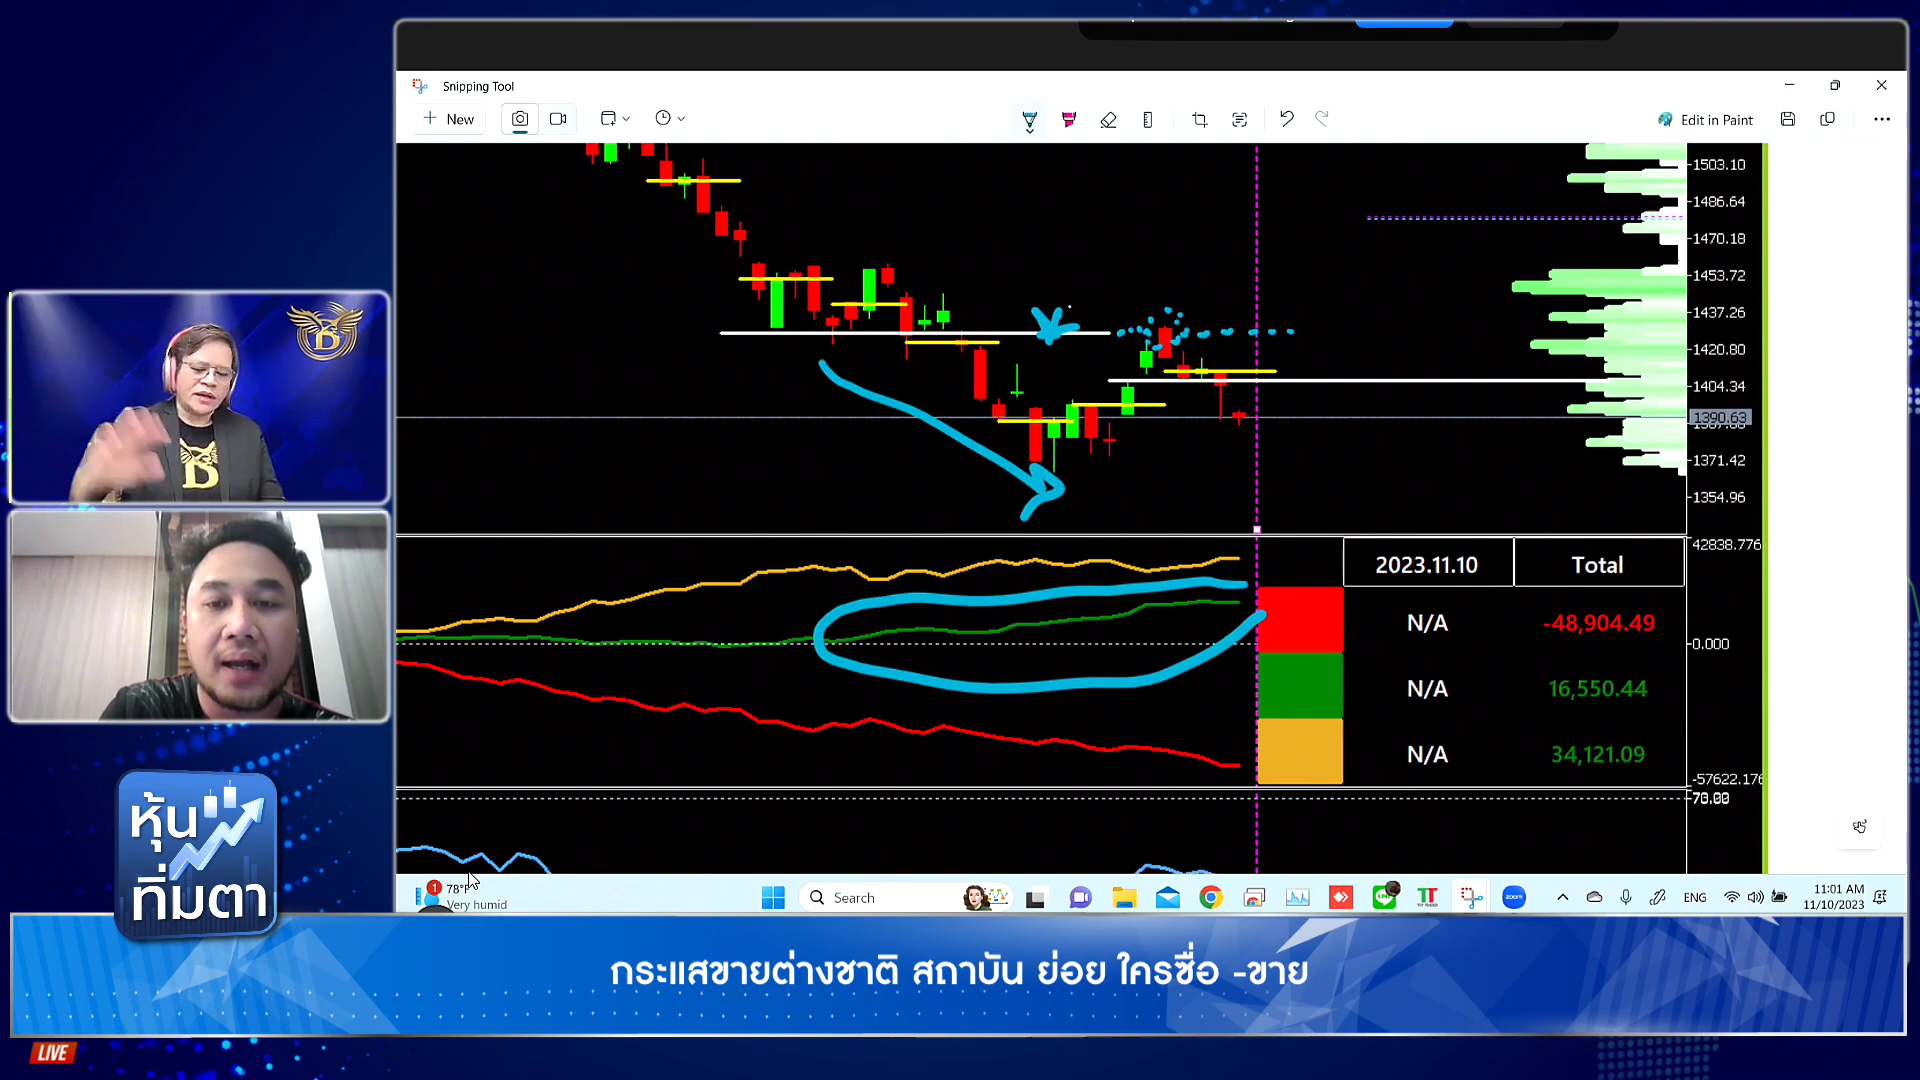 Snipping Tool
New
Edit in Paint
1503.10
1486.64
1470.18
1453.72
1437.26
1420.80
1404.34
1390.63
1371.42
1354.96
42838.776
2023.11.10 Total
N/A -48,904.49
0.000
N/A 16,550.44
N/A 34,121.09
-57622.176
หุ้น
ทิ่มตา
1
78°F
Very humid
Search
ENG
11:01 AM
11/10/2023
กระแสขายต่างชาติ สถาบัน ย่อย ใครซื่อ -ขาย
LIVE